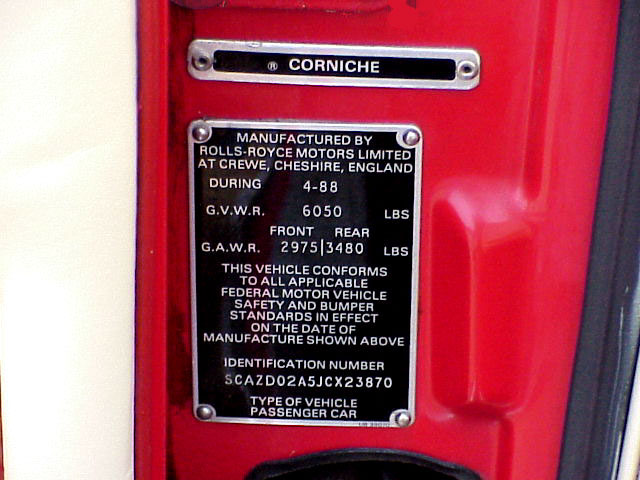 ® CORNICHE
MANUFACTURED BY
ROLLS-ROYCE MOTORS LIMITED
AT CREWE, CHESHIRE, ENGLAND
DURING 4-88
G.V.W.R. 6050 LBS
FRONT REAR
G.A.W.R. 2975|3480 LBS
THIS VEHICLE CONFORMS
TO ALL APPLICABLE
FEDERAL MOTOR VEHICLE
SAFETY AND BUMPER
STANDARDS IN EFFECT
ON THE DATE OF
MANUFACTURE SHOWN ABOVE
IDENTIFICATION NUMBER
SCAZD02A5JCX23870
TYPE OF VEHICLE
PASSENGER CAR